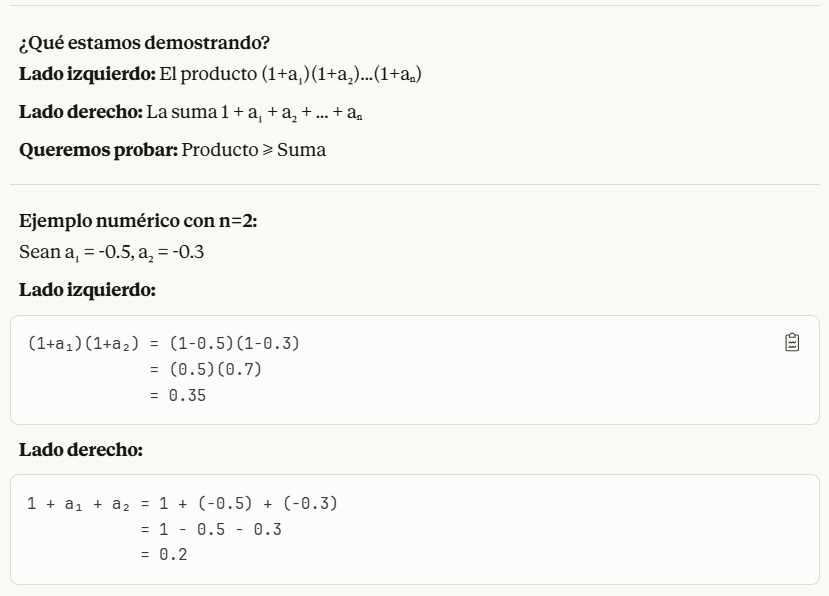 ¿Qué estamos demostrando?
Lado izquierdo: El producto (1+a₁)(1+a₂)...(1+aₙ)
Lado derecho: La suma 1 + a₁ + a₂ + ... + aₙ
Queremos probar: Producto ≥ Suma
Ejemplo numérico con n=2:
Sean a₁ = -0.5, a₂ = -0.3
Lado izquierdo:
(1+a₁)(1+a₂) = (1-0.5)(1-0.3)
= (0.5)(0.7)
= 0.35
Lado derecho:
1 + a₁ + a₂ = 1 + (-0.5) + (-0.3)
= 1 - 0.5 - 0.3
= 0.2